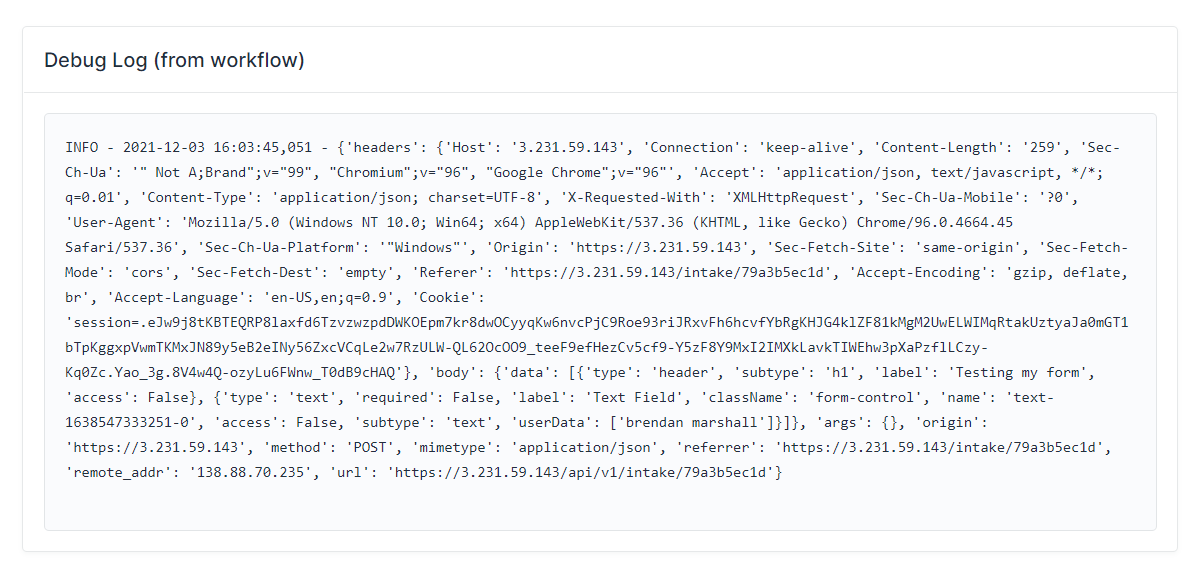 Debug Log (from workflow)
INFO - 2021-12-03 16:03:45,051 - {'headers': {'Host': '3.231.59.143', 'Connection': 'keep-alive', 'Content-Length': '259', 'Sec-
Ch-Ua': '" Not A;Brand";v="99", "Chromium";v="96", "Google Chrome";v="96"', 'Accept': 'application/json, text/javascript, */*;
q=0.01', 'Content-Type': 'application/json; charset=UTF-8', 'X-Requested-With': 'XMLHttpRequest', 'Sec-Ch-Ua-Mobile': '?0',
'User-Agent': 'Mozilla/5.0 (Windows NT 10.0; Win64; x64) AppleWebKit/537.36 (KHTML, like Gecko) Chrome/96.0.4664.45
Safari/537.36', 'Sec-Ch-Ua-Platform': '"Windows"', 'Origin': 'https://3.231.59.143', 'Sec-Fetch-Site': 'same-origin', 'Sec-Fetch-
Mode': 'cors', 'Sec-Fetch-Dest': 'empty', 'Referer': 'https://3.231.59.143/intake/79a3b5ec1d', 'Accept-Encoding': 'gzip, deflate,
br', 'Accept-Language': 'en-US,en;q=0.9', 'Cookie':
'session=.eJw9j8tKBTEQRP8laxfd6TzvzwzpdDWKOEpm7kr8dwOCyyqKw6nvcPjC9Roe93riJRxvFh6hcvfYbRgKHJG4klZF81kMgM2UwELWIMqRtakUztyaJa0mGT1
bTpKggxpVwmTKMxJN89y5eB2eINy56ZxcVCqLe2w7RzULW-QL62OcOO9_teeF9efHezCv5cf9-Y5zF8Y9MxI2IMXkLavkTIWEhw3pXaPzflLCzy-
Kq0Zc.Yao_3g.8V4w4Q-ozyLu6FWnw_T0dB9cHAQ'}, 'body': {'data': [{'type': 'header', 'subtype': 'h1', 'label': 'Testing my form',
'access': False}, {'type': 'text', 'required': False, 'label': 'Text Field', 'className': 'form-control', 'name': 'text-
1638547333251-0', 'access': False, 'subtype': 'text', 'userData': ['brendan marshall']}]}, 'args': {}, 'origin':
'https://3.231.59.143', 'method': 'POST', 'mimetype': 'application/json', 'referrer': 'https://3.231.59.143/intake/79a3b5ec1d',
'remote_addr': '138.88.70.235', 'url': 'https://3.231.59.143/api/v1/intake/79a3b5ec1d'}